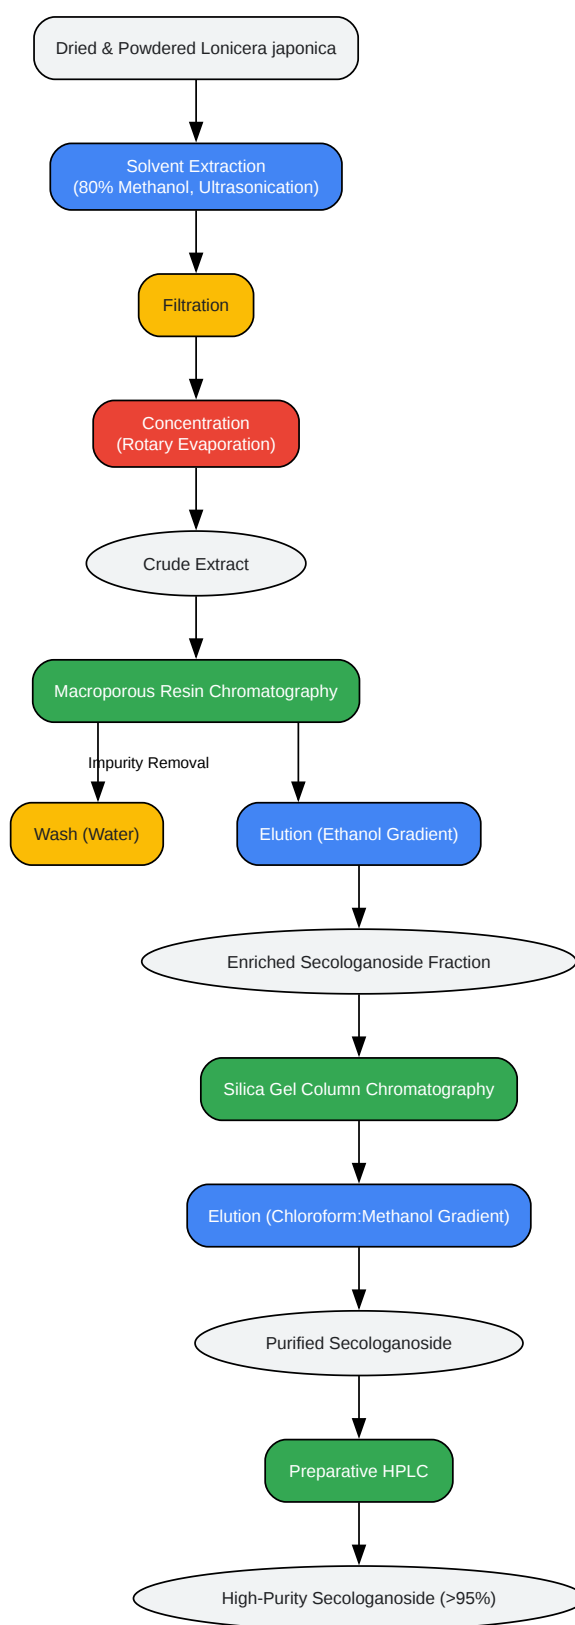 Dried & Powdered Lonicera japonica
Solvent Extraction
(80% Methanol, Ultrasonication)
Filtration
Concentration
(Rotary Evaporation)
Crude Extract
Macroporous Resin Chromatography
Impurity Removal
Wash (Water)
Elution (Ethanol Gradient)
Enriched Secologanoside Fraction
Silica Gel Column Chromatography
Elution (Chloroform:Methanol Gradient)
Purified Secologanoside
Preparative HPLC
High-Purity Secologanoside (>95%)